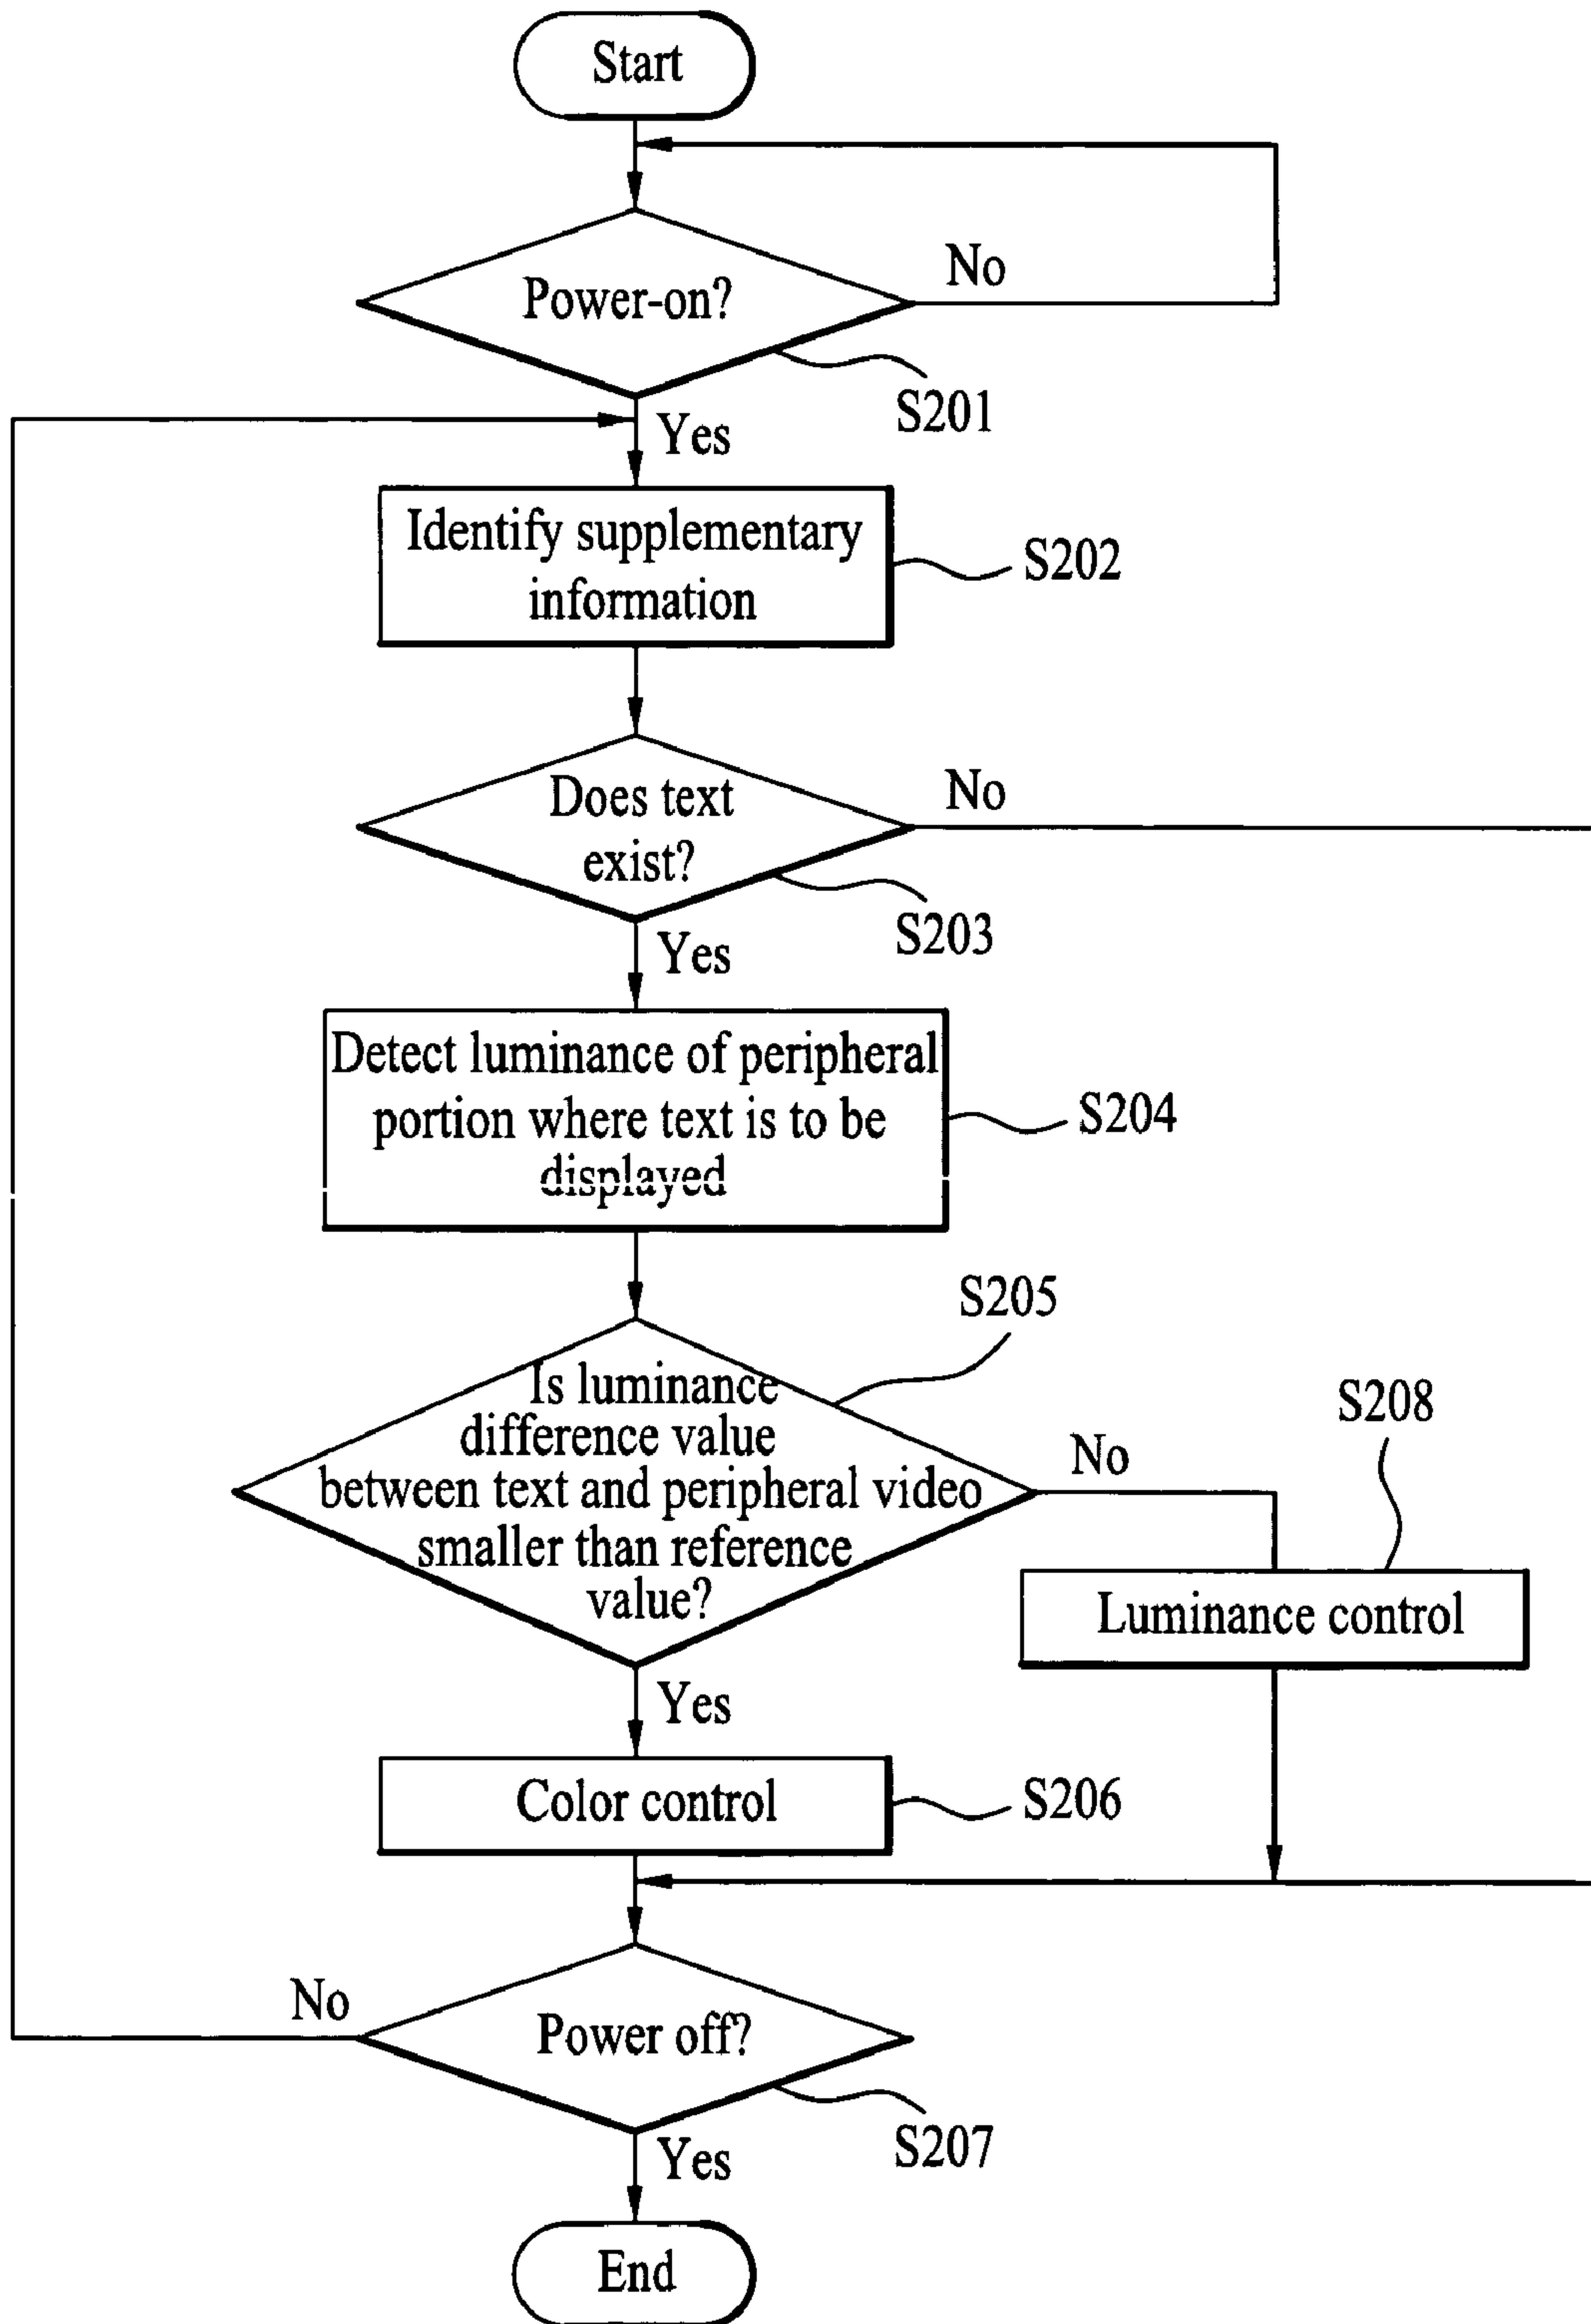 Start
Power-on?
No
S201
Yes
Identify supplementary
information
S202
Does text
exist?
No
S203
Yes
Detect luminance of peripheral
portion where text is to be
displayed
S204
S205
Is luminance
difference value
between text and peripheral video
smaller than reference
value?
No
S208
Luminance control
Yes
Color control
S206
No
Power off?
S207
Yes
End